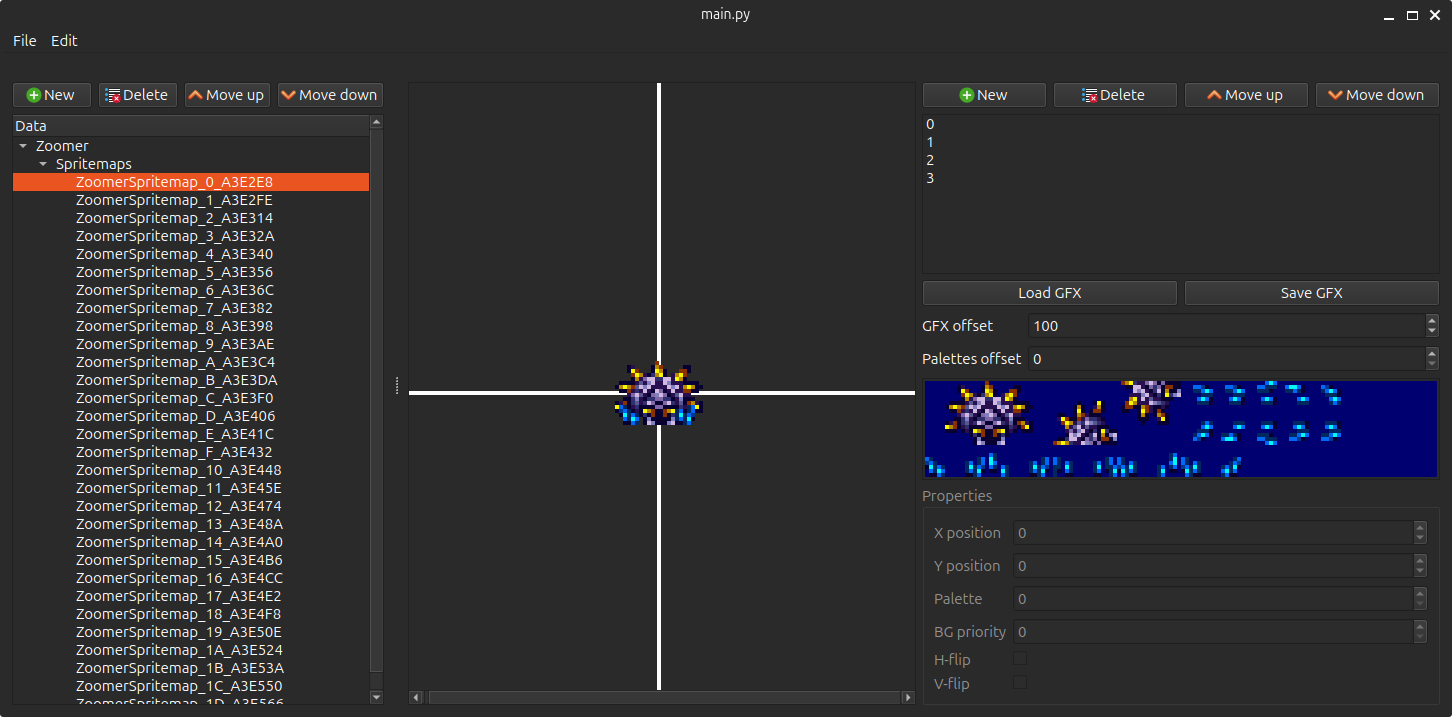 main.py
File Edit
New Delete Move up Move down
Data
Zoomer
Spritemaps
ZoomerSpritemap_0_A3E2E8
ZoomerSpritemap_1_A3E2FE
ZoomerSpritemap_2_A3E314
ZoomerSpritemap_3_A3E32A
ZoomerSpritemap_4_A3E340
ZoomerSpritemap_5_A3E356
ZoomerSpritemap_6_A3E36C
ZoomerSpritemap_7_A3E382
ZoomerSpritemap_8_A3E398
ZoomerSpritemap_9_A3E3AE
ZoomerSpritemap_A_A3E3C4
ZoomerSpritemap_B_A3E3DA
ZoomerSpritemap_C_A3E3F0
ZoomerSpritemap_D_A3E406
ZoomerSpritemap_E_A3E41C
ZoomerSpritemap_F_A3E432
ZoomerSpritemap_10_A3E448
ZoomerSpritemap_11_A3E45E
ZoomerSpritemap_12_A3E474
ZoomerSpritemap_13_A3E48A
ZoomerSpritemap_14_A3E4A0
ZoomerSpritemap_15_A3E4B6
ZoomerSpritemap_16_A3E4CC
ZoomerSpritemap_17_A3E4E2
ZoomerSpritemap_18_A3E4F8
ZoomerSpritemap_19_A3E50E
ZoomerSpritemap_1A_A3E524
ZoomerSpritemap_1B_A3E53A
ZoomerSpritemap_1C_A3E550
ZoomerSpritemap_1D_A3E566
New Delete Move up Move down
0
1
2
3
Load GFX Save GFX
GFX offset 100
Palettes offset 0
Properties
X position 0
Y position 0
Palette 0
BG priority 0
H-flip
V-flip